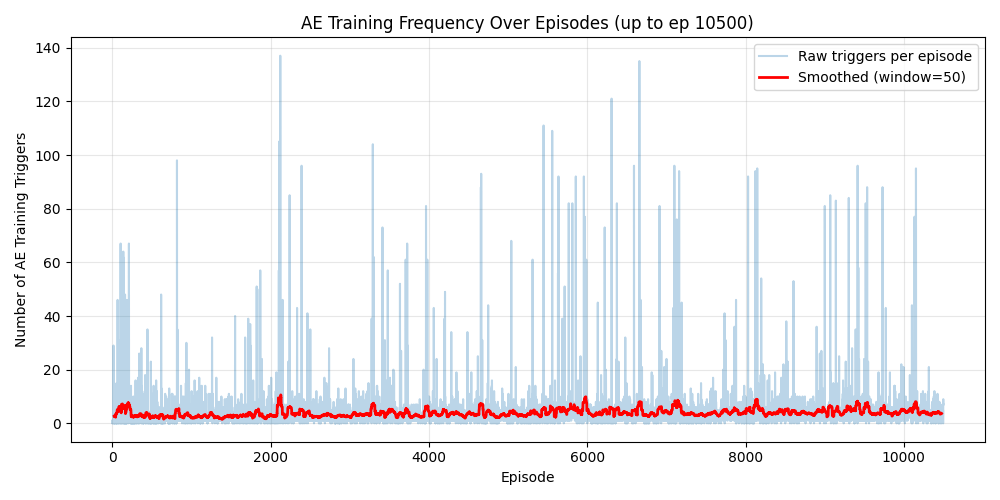 AE Training Frequency Over Episodes (up to ep 10500)
Raw triggers per episode
Smoothed (window=50)
Number of AE Training Triggers
140
120
100
80
60
40
20
0
0 2000 4000 6000 8000 10000
Episode